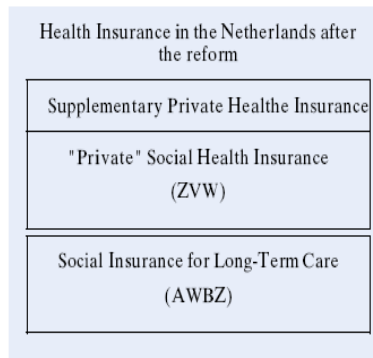 Health Insurance in the Netherlands after
the reform
Supplementary Private Healthe Insurance
"Private" Social Health Insurance
(ZVW)
Social Insurance for Long-Term Care
(AWBZ)